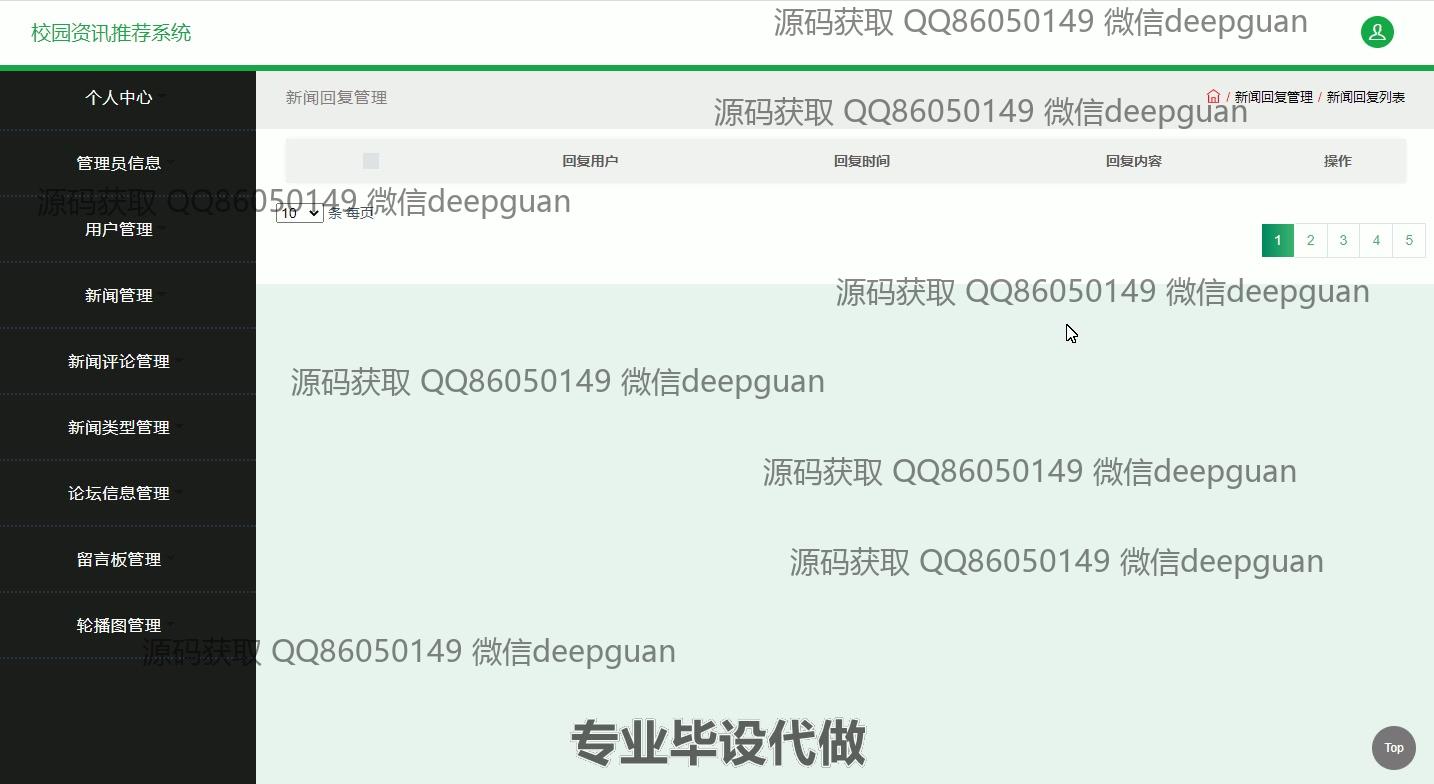 校园资讯推荐系统
源码获取 QQ86050149 微信deepguan
个人中心
新闻回复管理
/ 新闻回复管理 / 新闻回复列表
源码获取 QQ86050149 微信deepguan
管理员信息
回复用户 回复时间 回复内容 操作
源码获取 QQ86050149 微信deepguan
10 条 每页
用户管理
1 2 3 4 5
新闻管理
源码获取 QQ86050149 微信deepguan
新闻评论管理
源码获取 QQ86050149 微信deepguan
新闻类型管理
源码获取 QQ86050149 微信deepguan
论坛信息管理
留言板管理
源码获取 QQ86050149 微信deepguan
轮播图管理
源码获取 QQ86050149 微信deepguan
专业毕设代做
Top